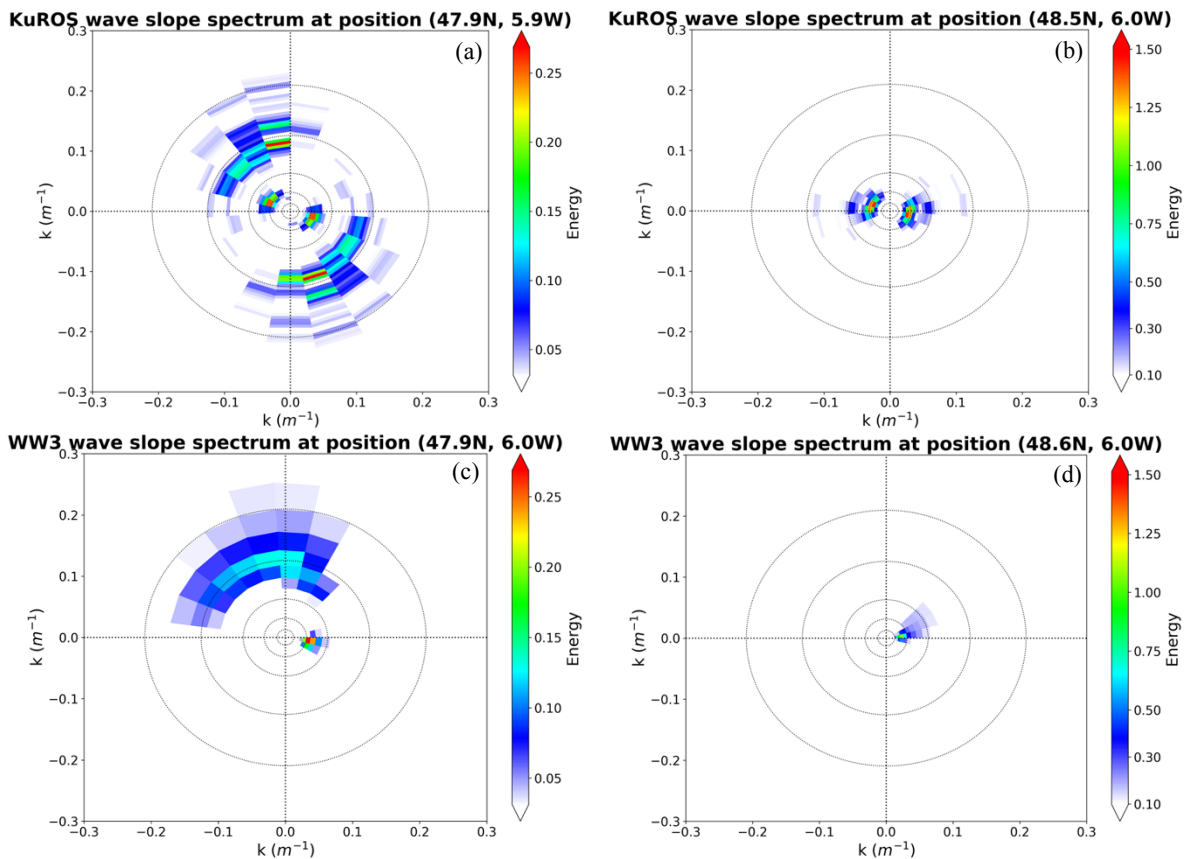 KuROS wave slope spectrum at position (47.9N, 5.9W)
(a)
0.3
0.2
0.1
0.0
−0.1
−0.2
−0.3
k (m⁻¹)
−0.3 −0.2 −0.1 0.0 0.1 0.2 0.3
k (m⁻¹)
0.25
0.20
0.15
0.10
0.05
Energy
KuROS wave slope spectrum at position (48.5N, 6.0W)
(b)
0.3
0.2
0.1
0.0
−0.1
−0.2
−0.3
k (m⁻¹)
−0.3 −0.2 −0.1 0.0 0.1 0.2 0.3
k (m⁻¹)
1.50
1.25
1.00
0.75
0.50
0.30
0.10
Energy
WW3 wave slope spectrum at position (47.9N, 6.0W)
(c)
0.3
0.2
0.1
0.0
−0.1
−0.2
−0.3
k (m⁻¹)
−0.3 −0.2 −0.1 0.0 0.1 0.2 0.3
k (m⁻¹)
0.25
0.20
0.15
0.10
0.05
Energy
WW3 wave slope spectrum at position (48.6N, 6.0W)
(d)
0.3
0.2
0.1
0.0
−0.1
−0.2
−0.3
k (m⁻¹)
−0.3 −0.2 −0.1 0.0 0.1 0.2 0.3
k (m⁻¹)
1.50
1.25
1.00
0.75
0.50
0.30
0.10
Energy